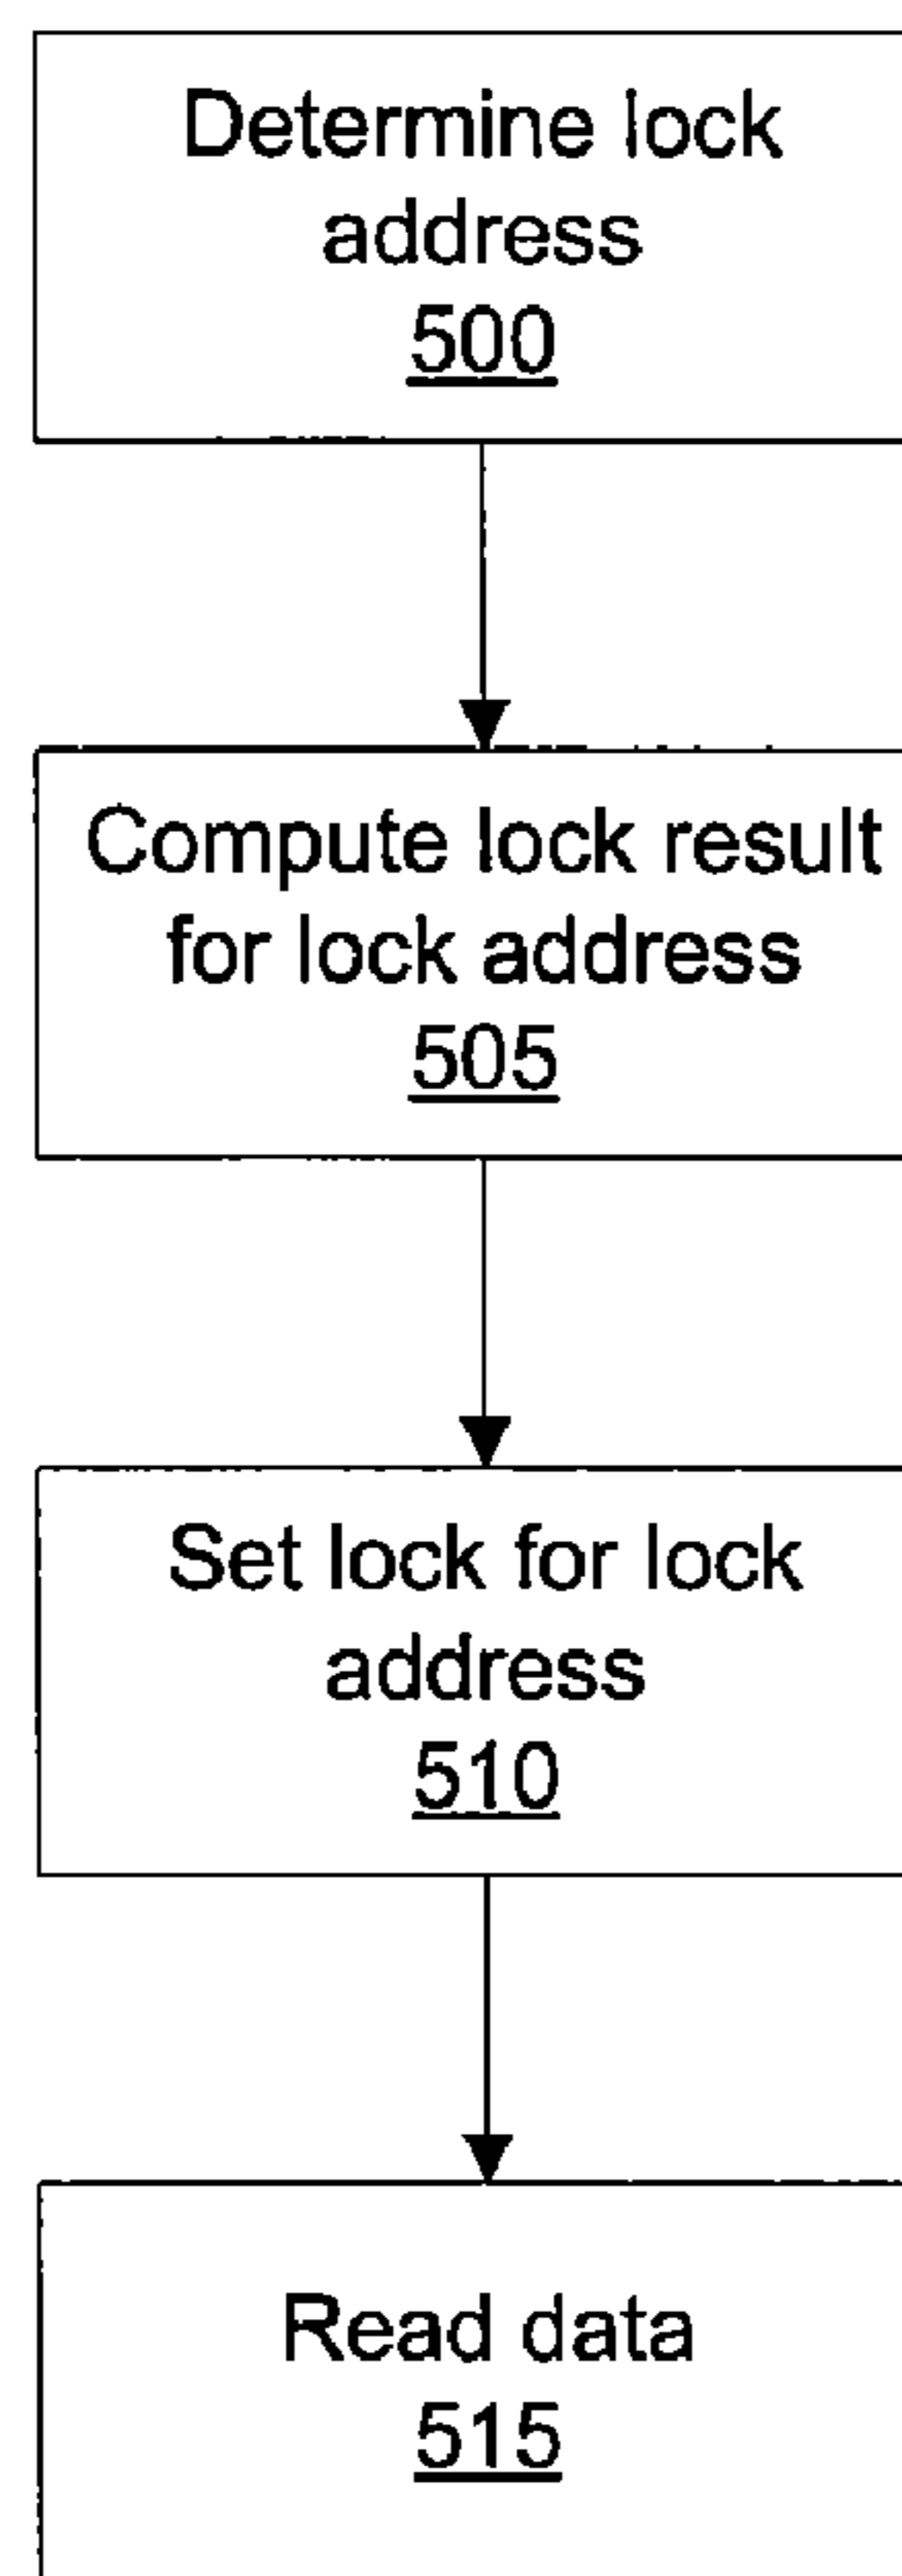 Determine lock
address
500
Compute lock result
for lock address
505
Set lock for lock
address
510
Read data
515